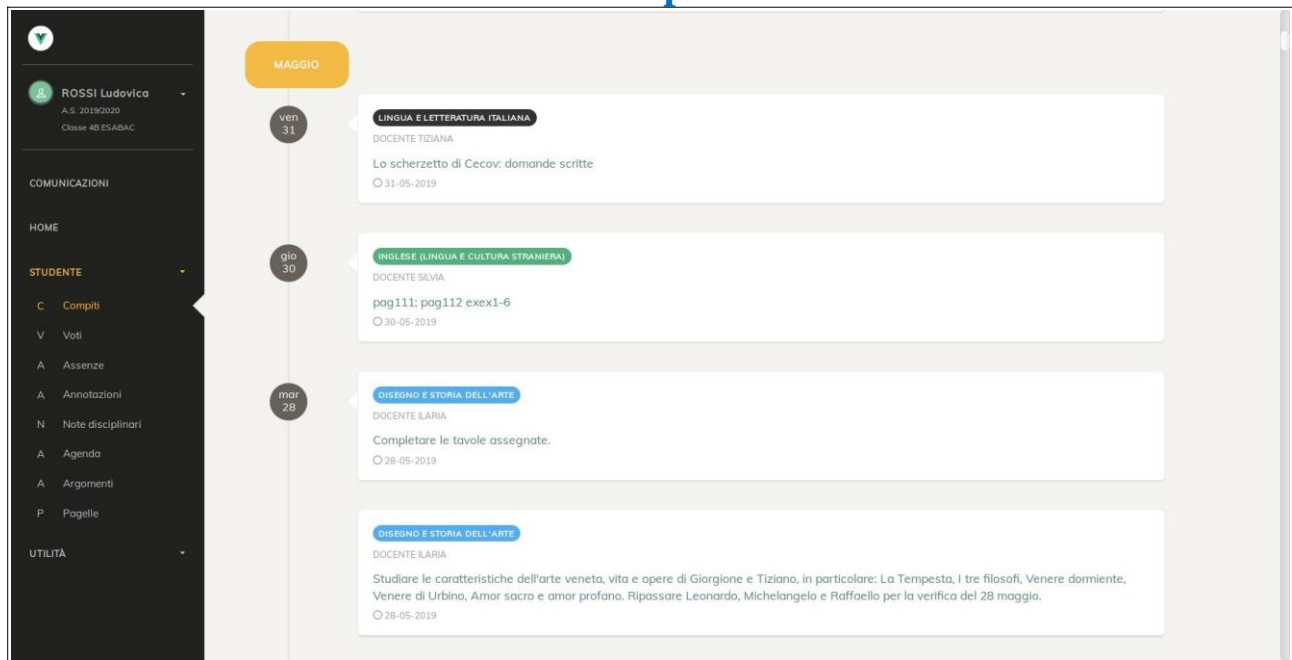 ROSSI Ludovica
A.S. 2019/2020
Classe 4B ESABAC
COMUNICAZIONI
HOME
STUDENTE
C Compiti
V Voti
A Assenze
A Annotazioni
N Note disciplinari
A Agenda
A Argomenti
P Pagelle
UTILITÀ
MAGGIO
ven
31
LINGUA E LETTERATURA ITALIANA
DOCENTE TIZIANA
Lo scherzetto di Cecov: domande scritte
31-05-2019
gio
30
INGLESE (LINGUA E CULTURA STRANIERA)
DOCENTE SILVIA
pag111; pag112 exex1-6
30-05-2019
mar
28
DISEGNO E STORIA DELL'ARTE
DOCENTE ILARIA
Completare le tavole assegnate.
28-05-2019
DISEGNO E STORIA DELL'ARTE
DOCENTE ILARIA
Studiare le caratteristiche dell'arte veneta, vita e opere di Giorgione e Tiziano, in particolare: La Tempesta, I tre filosofi, Venere dormiente,
Venere di Urbino, Amor sacro e amor profano. Ripassare Leonardo, Michelangelo e Raffaello per la verifica del 28 maggio.
28-05-2019